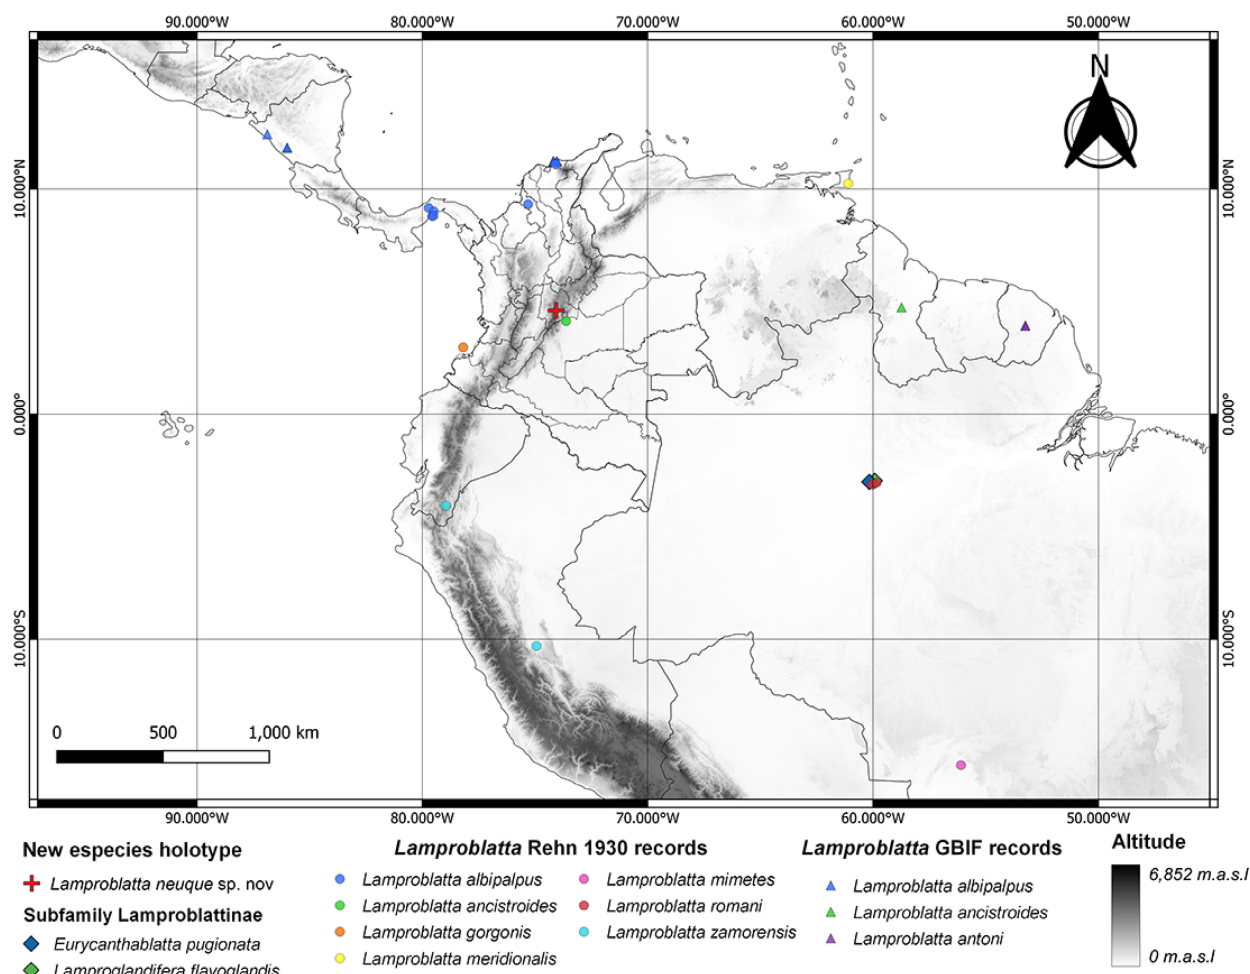 90.000°W 80.000°W 70.000°W 60.000°W 50.000°W
N
10.000°N 10.000°N
0.000° 0.000°
10.000°S 10.000°S
0 500 1,000 km
90.000°W 80.000°W 70.000°W 60.000°W 50.000°W
New especies holotype
Lamproblatta neuque sp. nov
Subfamily Lamproblattinae
Eurycanthablatta pugionata
Lamproglandifera flavoglandis
Lamproblatta Rehn 1930 records
Lamproblatta albipalpus
Lamproblatta ancistroides
Lamproblatta gorgonis
Lamproblatta meridionalis
Lamproblatta mimetes
Lamproblatta romani
Lamproblatta zamorensis
Lamproblatta GBIF records
Lamproblatta albipalpus
Lamproblatta ancistroides
Lamproblatta antoni
Altitude
6,852 m.a.s.l
0 m.a.s.l